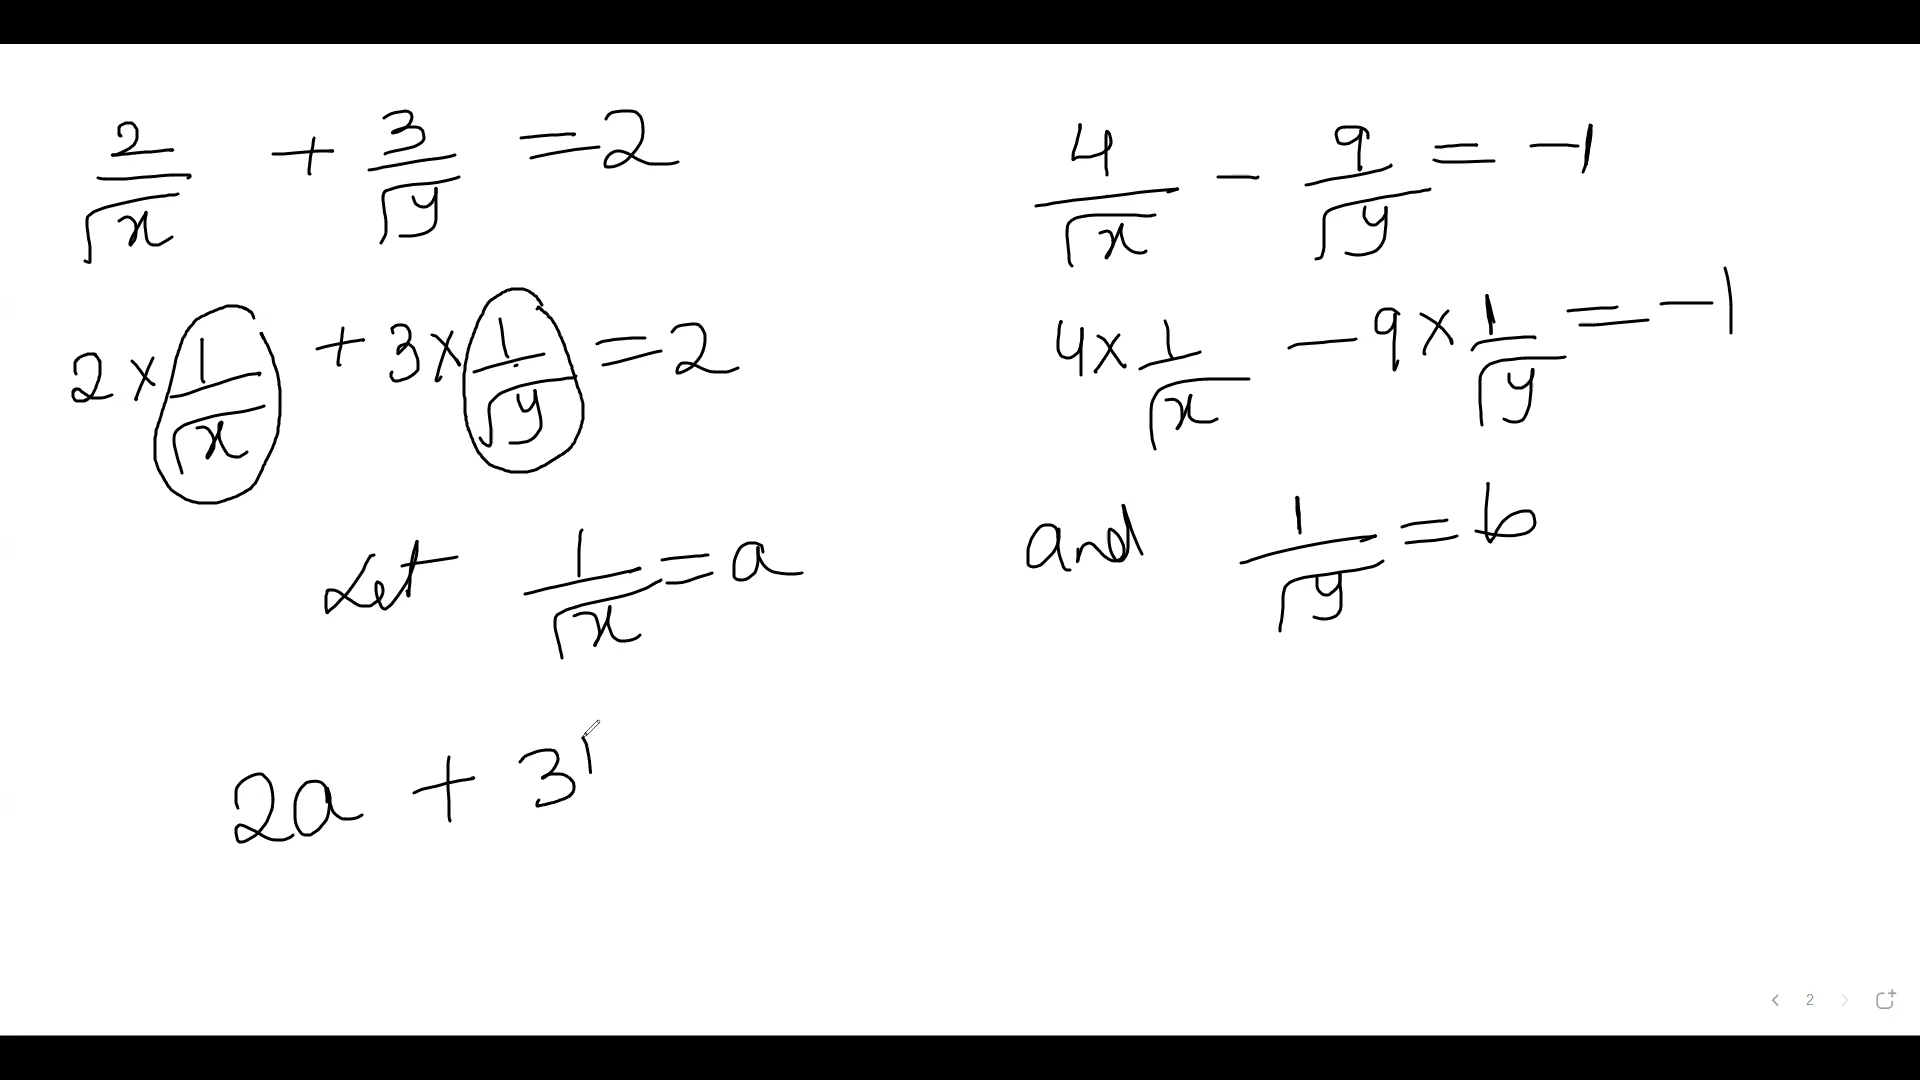 2/√x + 3/√y = 2
4/√x - 9/√y = -1
2 × 1/√x + 3 × 1/√y = 2
4 × 1/√x - 9 × 1/√y = -1
Let 1/√x = a and 1/√y = b
2a + 3
2